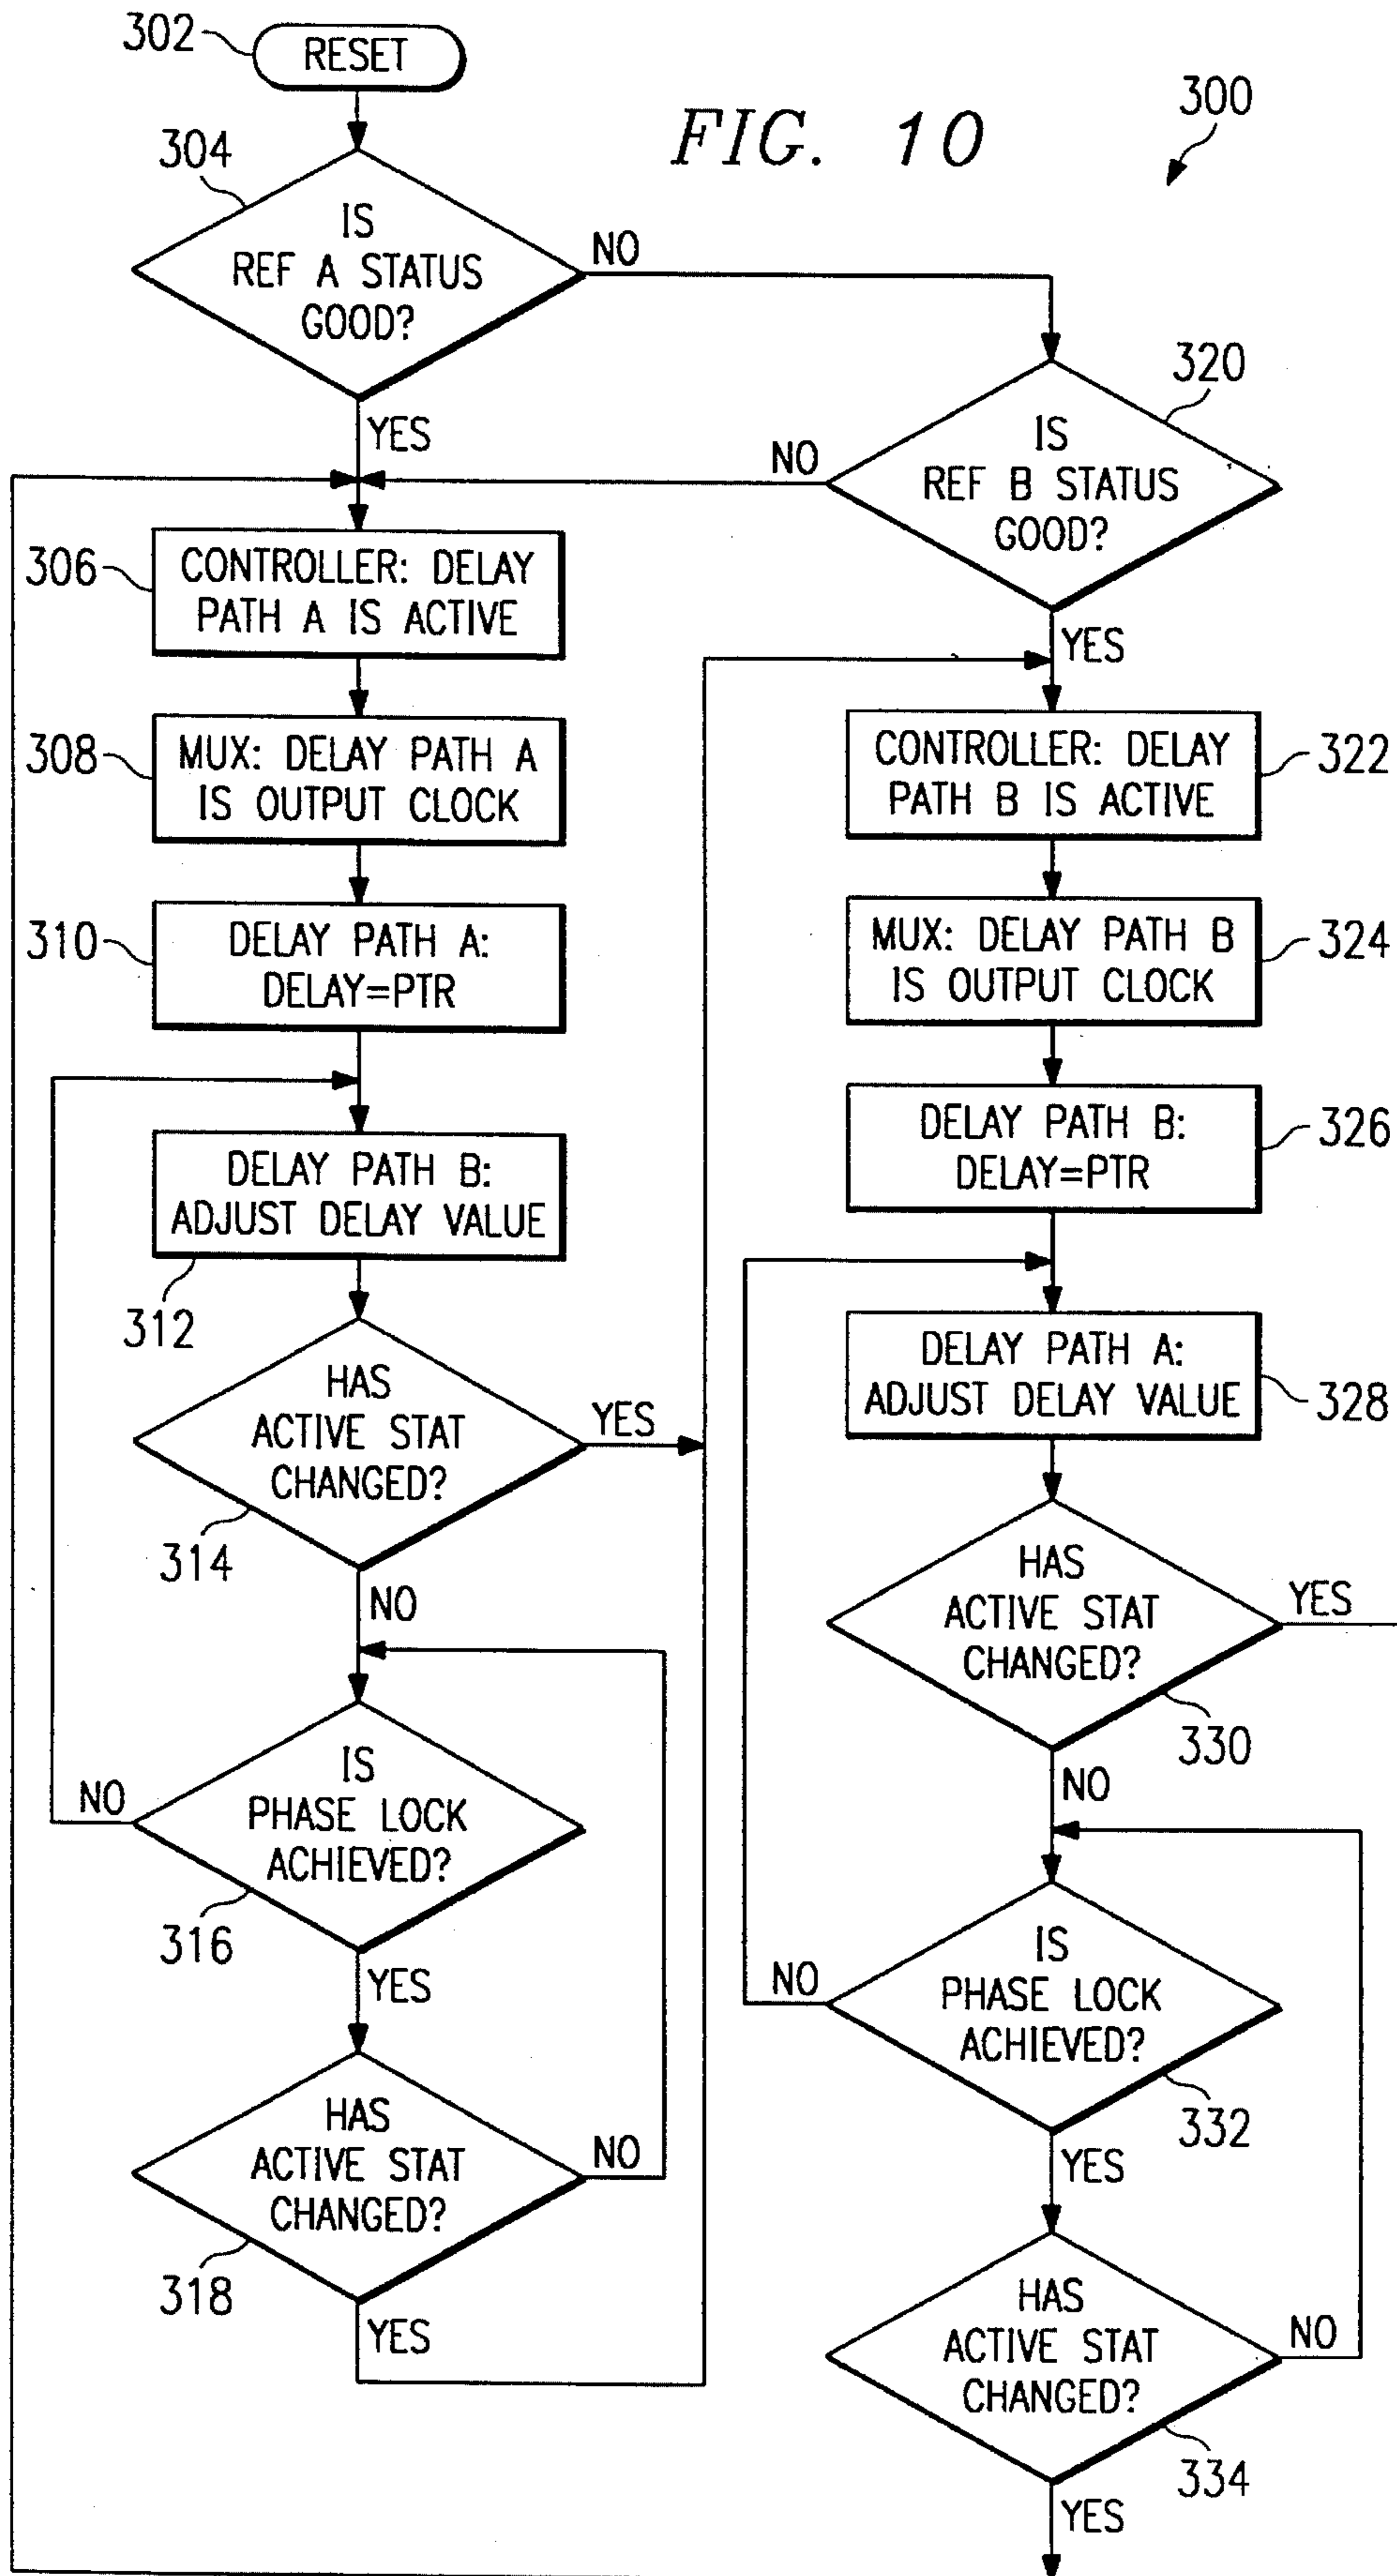 FIG. 10
300
302
RESET
304
IS
REF A STATUS
GOOD?
NO
YES
320
IS
REF B STATUS
GOOD?
NO
YES
306
CONTROLLER: DELAY
PATH A IS ACTIVE
308
MUX: DELAY PATH A
IS OUTPUT CLOCK
310
DELAY PATH A:
DELAY=PTR
DELAY PATH B:
ADJUST DELAY VALUE
312
HAS
ACTIVE STAT
CHANGED?
YES
314
NO
IS
PHASE LOCK
ACHIEVED?
NO
316
YES
HAS
ACTIVE STAT
CHANGED?
NO
318
YES
CONTROLLER: DELAY
PATH B IS ACTIVE
322
MUX: DELAY PATH B
IS OUTPUT CLOCK
324
DELAY PATH B:
DELAY=PTR
326
DELAY PATH A:
ADJUST DELAY VALUE
328
HAS
ACTIVE STAT
CHANGED?
YES
330
NO
IS
PHASE LOCK
ACHIEVED?
NO
332
YES
HAS
ACTIVE STAT
CHANGED?
NO
334
YES